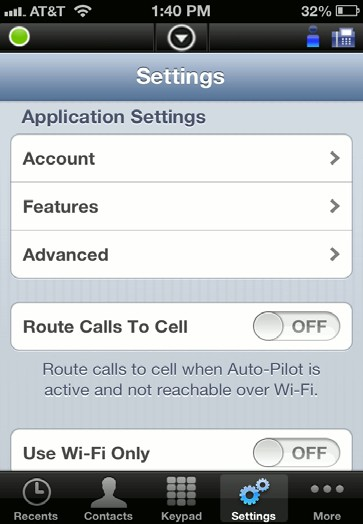 AT&T 1:40 PM 32%
Settings
Application Settings
Account
Features
Advanced
Route Calls To Cell OFF
Route calls to cell when Auto-Pilot is
active and not reachable over Wi-Fi.
Use Wi-Fi Only OFF
Recents Contacts Keypad Settings More